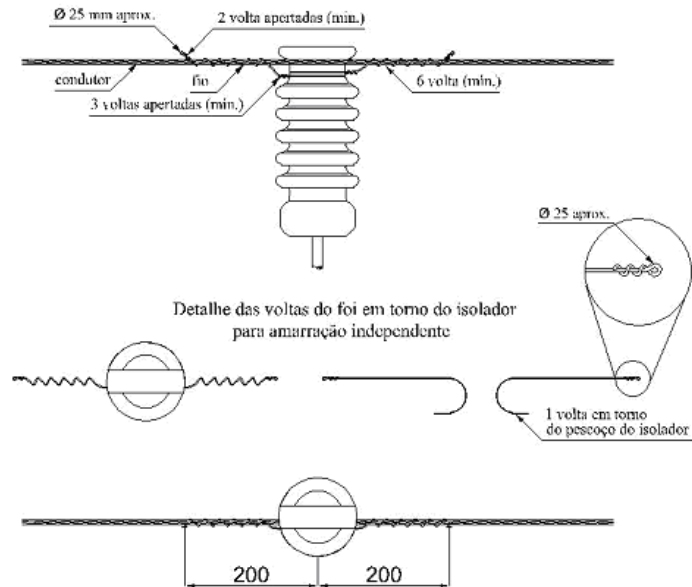 Ø 25 mm aprox.
2 volta apertadas (min.)
condutor
fio
6 volta (min.)
3 voltas apertadas (min.)
Ø 25 aprox.
Detalhe das voltas do foi em torno do isolador
para amarração independente
1 volta em torno
do pescoço do isolador
200
200